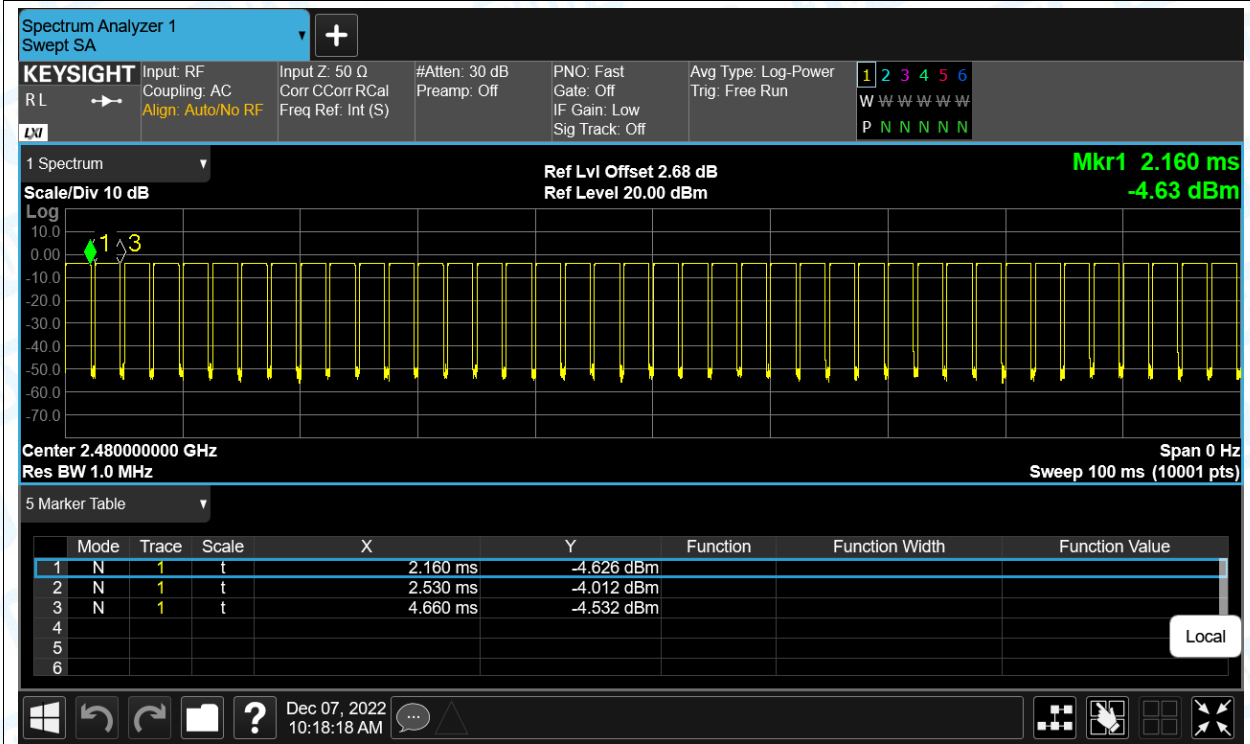 Spectrum Analyzer 1
Swept SA
+
KEYSIGHT
R L
LXI
Input: RF
Coupling: AC
Align: Auto/No RF
Input Z: 50 Ω
Corr CCorr RCal
Freq Ref: Int (S)
#Atten: 30 dB
Preamp: Off
PNO: Fast
Gate: Off
IF Gain: Low
Sig Track: Off
Avg Type: Log-Power
Trig: Free Run
1 2 3 4 5 6
W W W W W W
P N N N N N
1 Spectrum
Scale/Div 10 dB
Ref Lvl Offset 2.68 dB
Ref Level 20.00 dBm
Mkr1 2.160 ms
-4.63 dBm
Log
10.0
0.00
-10.0
-20.0
-30.0
-40.0
-50.0
-60.0
-70.0
1 3
Center 2.480000000 GHz
Res BW 1.0 MHz
Span 0 Hz
Sweep 100 ms (10001 pts)
5 Marker Table
Mode Trace Scale X Y Function Function Width Function Value
1 N 1 t 2.160 ms -4.626 dBm
2 N 1 t 2.530 ms -4.012 dBm
3 N 1 t 4.660 ms -4.532 dBm
4
5
6
Local
?
Dec 07, 2022
10:18:18 AM